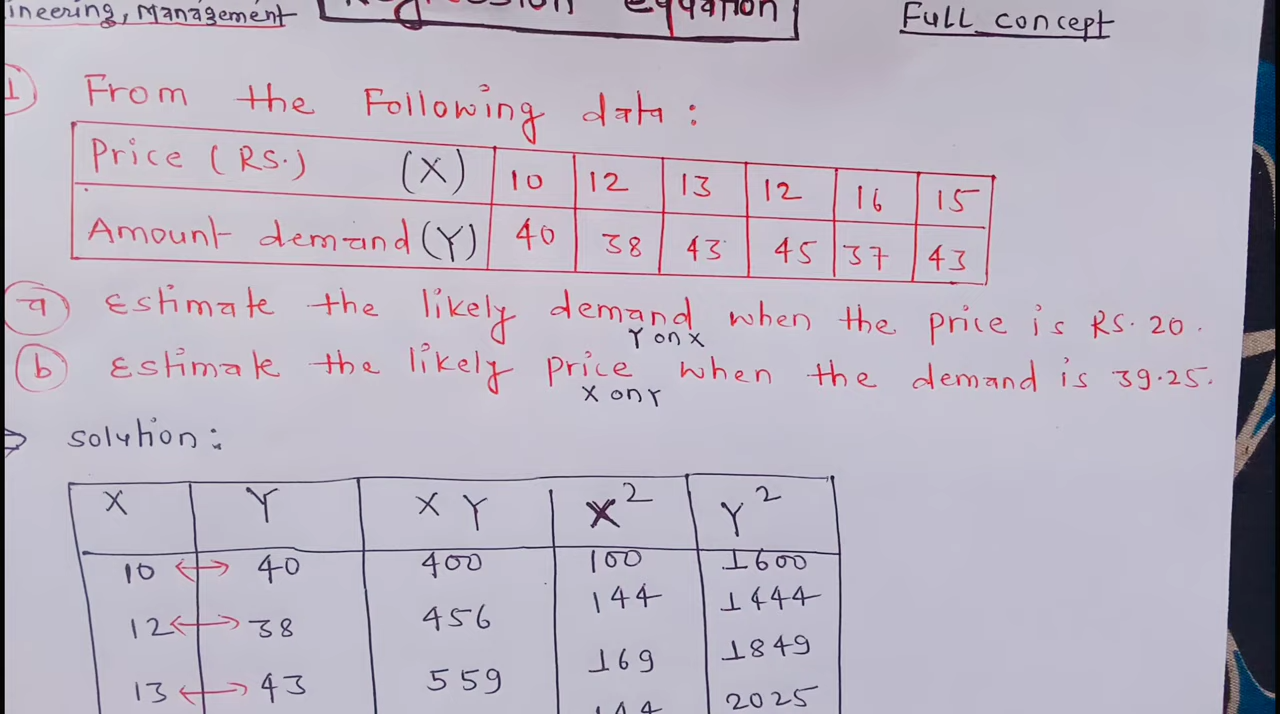 ineering, Management Regression Equation Full concept
1 From the Following data:
Price (RS.) (X) 10 12 13 12 16 15
Amount demand (Y) 40 38 43 45 37 43
a Estimate the likely demand when the price is RS. 20.
Y on X
b Estimate the likely price when the demand is 39.25.
X on Y
⇒ solution:
X Y XY X² Y²
10 ↔ 40 400 100 1600
12 ↔ 38 456 144 1444
13 ↔ 43 559 169 1849
144 2025